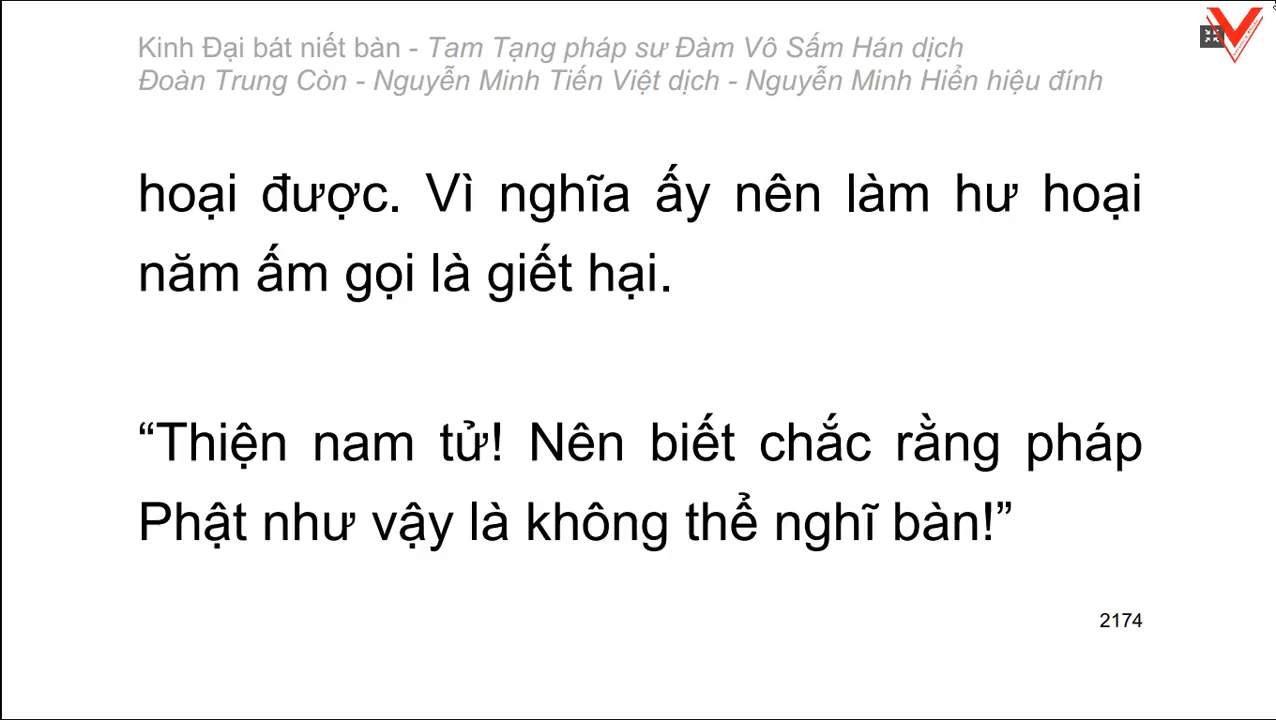 Kinh Đại bát niết bàn - Tam Tạng pháp sư Đàm Vô Sấm Hán dịch
Đoàn Trung Còn - Nguyễn Minh Tiến Việt dịch - Nguyễn Minh Hiển hiệu đính
hoại được. Vì nghĩa ấy nên làm hư hoại
năm ấm gọi là giết hại.
“Thiện nam tử! Nên biết chắc rằng pháp
Phật như vậy là không thể nghĩ bàn!”
2174